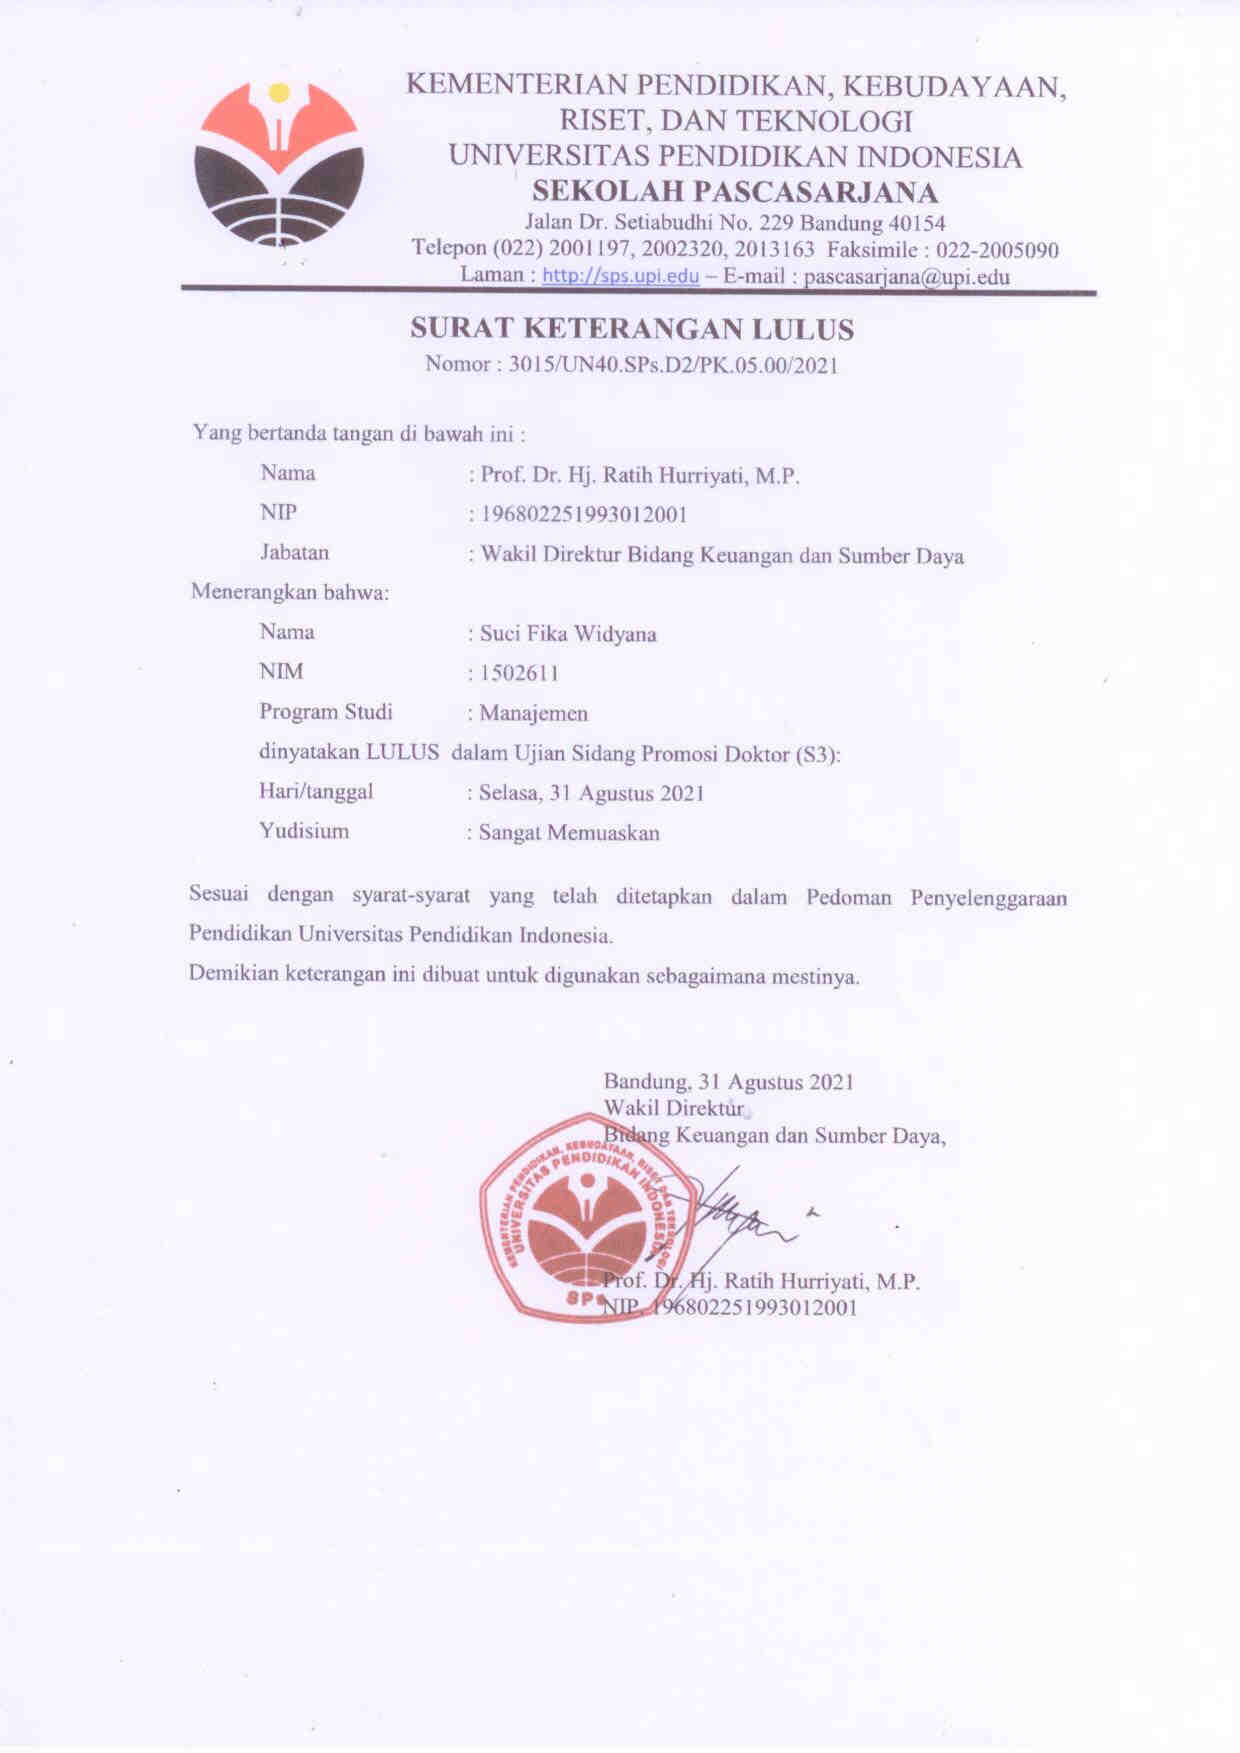 KEMENTERIAN PENDIDIKAN, KEBUDAYAAN,
RISET, DAN TEKNOLOGI
UNIVERSITAS PENDIDIKAN INDONESIA
SEKOLAH PASCASARJANA
Jalan Dr. Setiabudhi No. 229 Bandung 40154
Telepon (022) 2001197, 2002320, 2013163 Faksimile : 022-2005090
Laman : http://sps.upi.edu – E-mail : pascasarjana@upi.edu
SURAT KETERANGAN LULUS
Nomor : 3015/UN40.SPs.D2/PK.05.00/2021
Yang bertanda tangan di bawah ini :
Nama : Prof. Dr. Hj. Ratih Hurriyati, M.P.
NIP : 196802251993012001
Jabatan : Wakil Direktur Bidang Keuangan dan Sumber Daya
Menerangkan bahwa:
Nama : Suci Fika Widyana
NIM : 1502611
Program Studi : Manajemen
dinyatakan LULUS dalam Ujian Sidang Promosi Doktor (S3):
Hari/tanggal : Selasa, 31 Agustus 2021
Yudisium : Sangat Memuaskan
Sesuai dengan syarat-syarat yang telah ditetapkan dalam Pedoman Penyelenggaraan
Pendidikan Universitas Pendidikan Indonesia.
Demikian keterangan ini dibuat untuk digunakan sebagaimana mestinya.
Bandung, 31 Agustus 2021
Wakil Direktur
Bidang Keuangan dan Sumber Daya,
KEMENTERIAN PENDIDIKAN, KEBUDAYAAN, RISET DAN TEKNOLOGI
UNIVERSITAS PENDIDIKAN INDONESIA
SPs
Prof. Dr. Hj. Ratih Hurriyati, M.P.
NIP. 196802251993012001